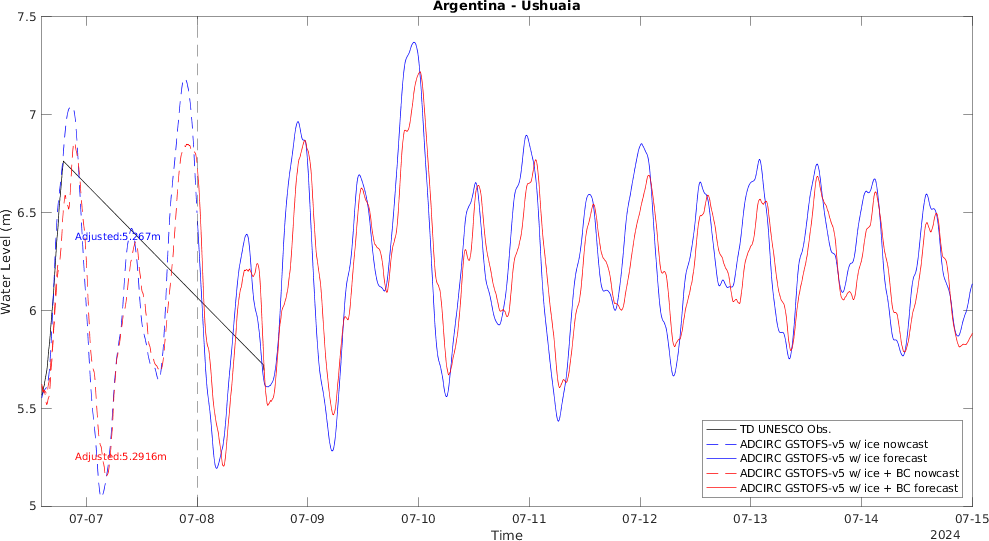 Argentina - Ushuaia
Water Level (m)
7.5
7
6.5
6
5.5
5
Adjusted:5.267m
Adjusted:5.2916m
TD UNESCO Obs.
ADCIRC GSTOFS-v5 w/ ice nowcast
ADCIRC GSTOFS-v5 w/ ice forecast
ADCIRC GSTOFS-v5 w/ ice + BC nowcast
ADCIRC GSTOFS-v5 w/ ice + BC forecast
07-07 07-08 07-09 07-10 07-11 07-12 07-13 07-14 07-15
Time
2024